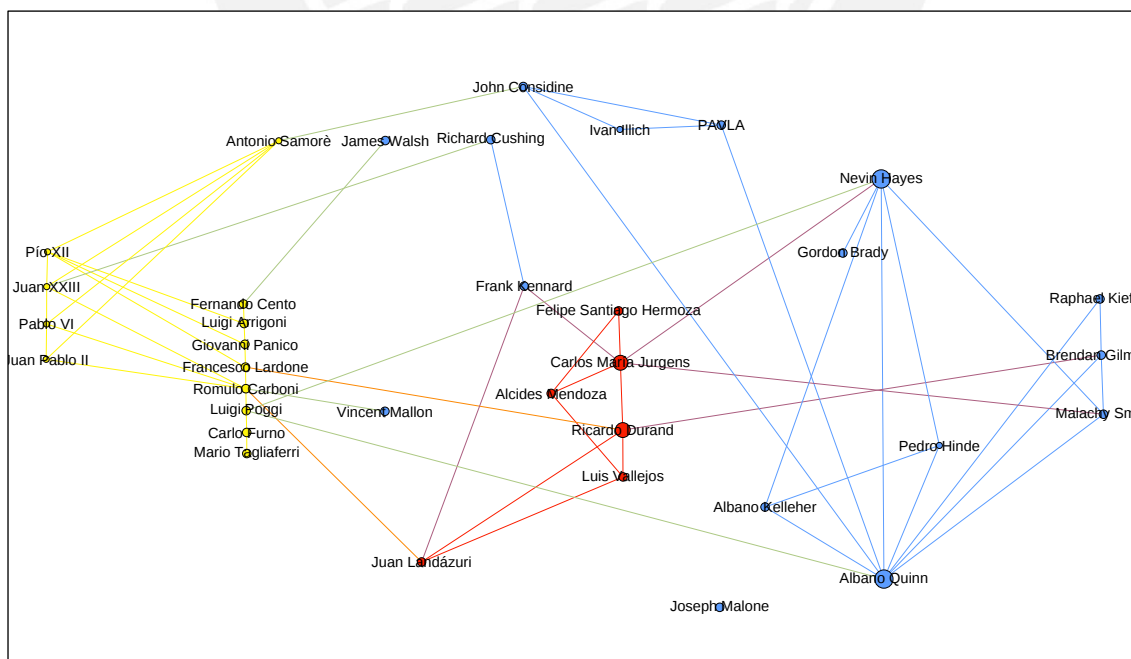 John Considine
Ivan Illich
PAVLA
Antonio Samorè
James Walsh
Richard Cushing
Nevin Hayes
Pío XII
Gordon Brady
Juan XXIII
Frank Kennard
Raphael Kief
Fernando Cento
Felipe Santiago Hermoza
Pablo VI
Luigi Arrigoni
Giovanni Panico
Juan Pablo II
Carlos María Jurgens
Brendan Gilm
Francesco Lardone
Romulo Carboni
Alcides Mendoza
Luigi Poggi
Vincent Mallon
Malachy Sm
Carlo Furno
Ricardo Durand
Mario Tagliaferri
Pedro Hinde
Luis Vallejos
Albano Kelleher
Juan Landázuri
Albano Quinn
Joseph Malone